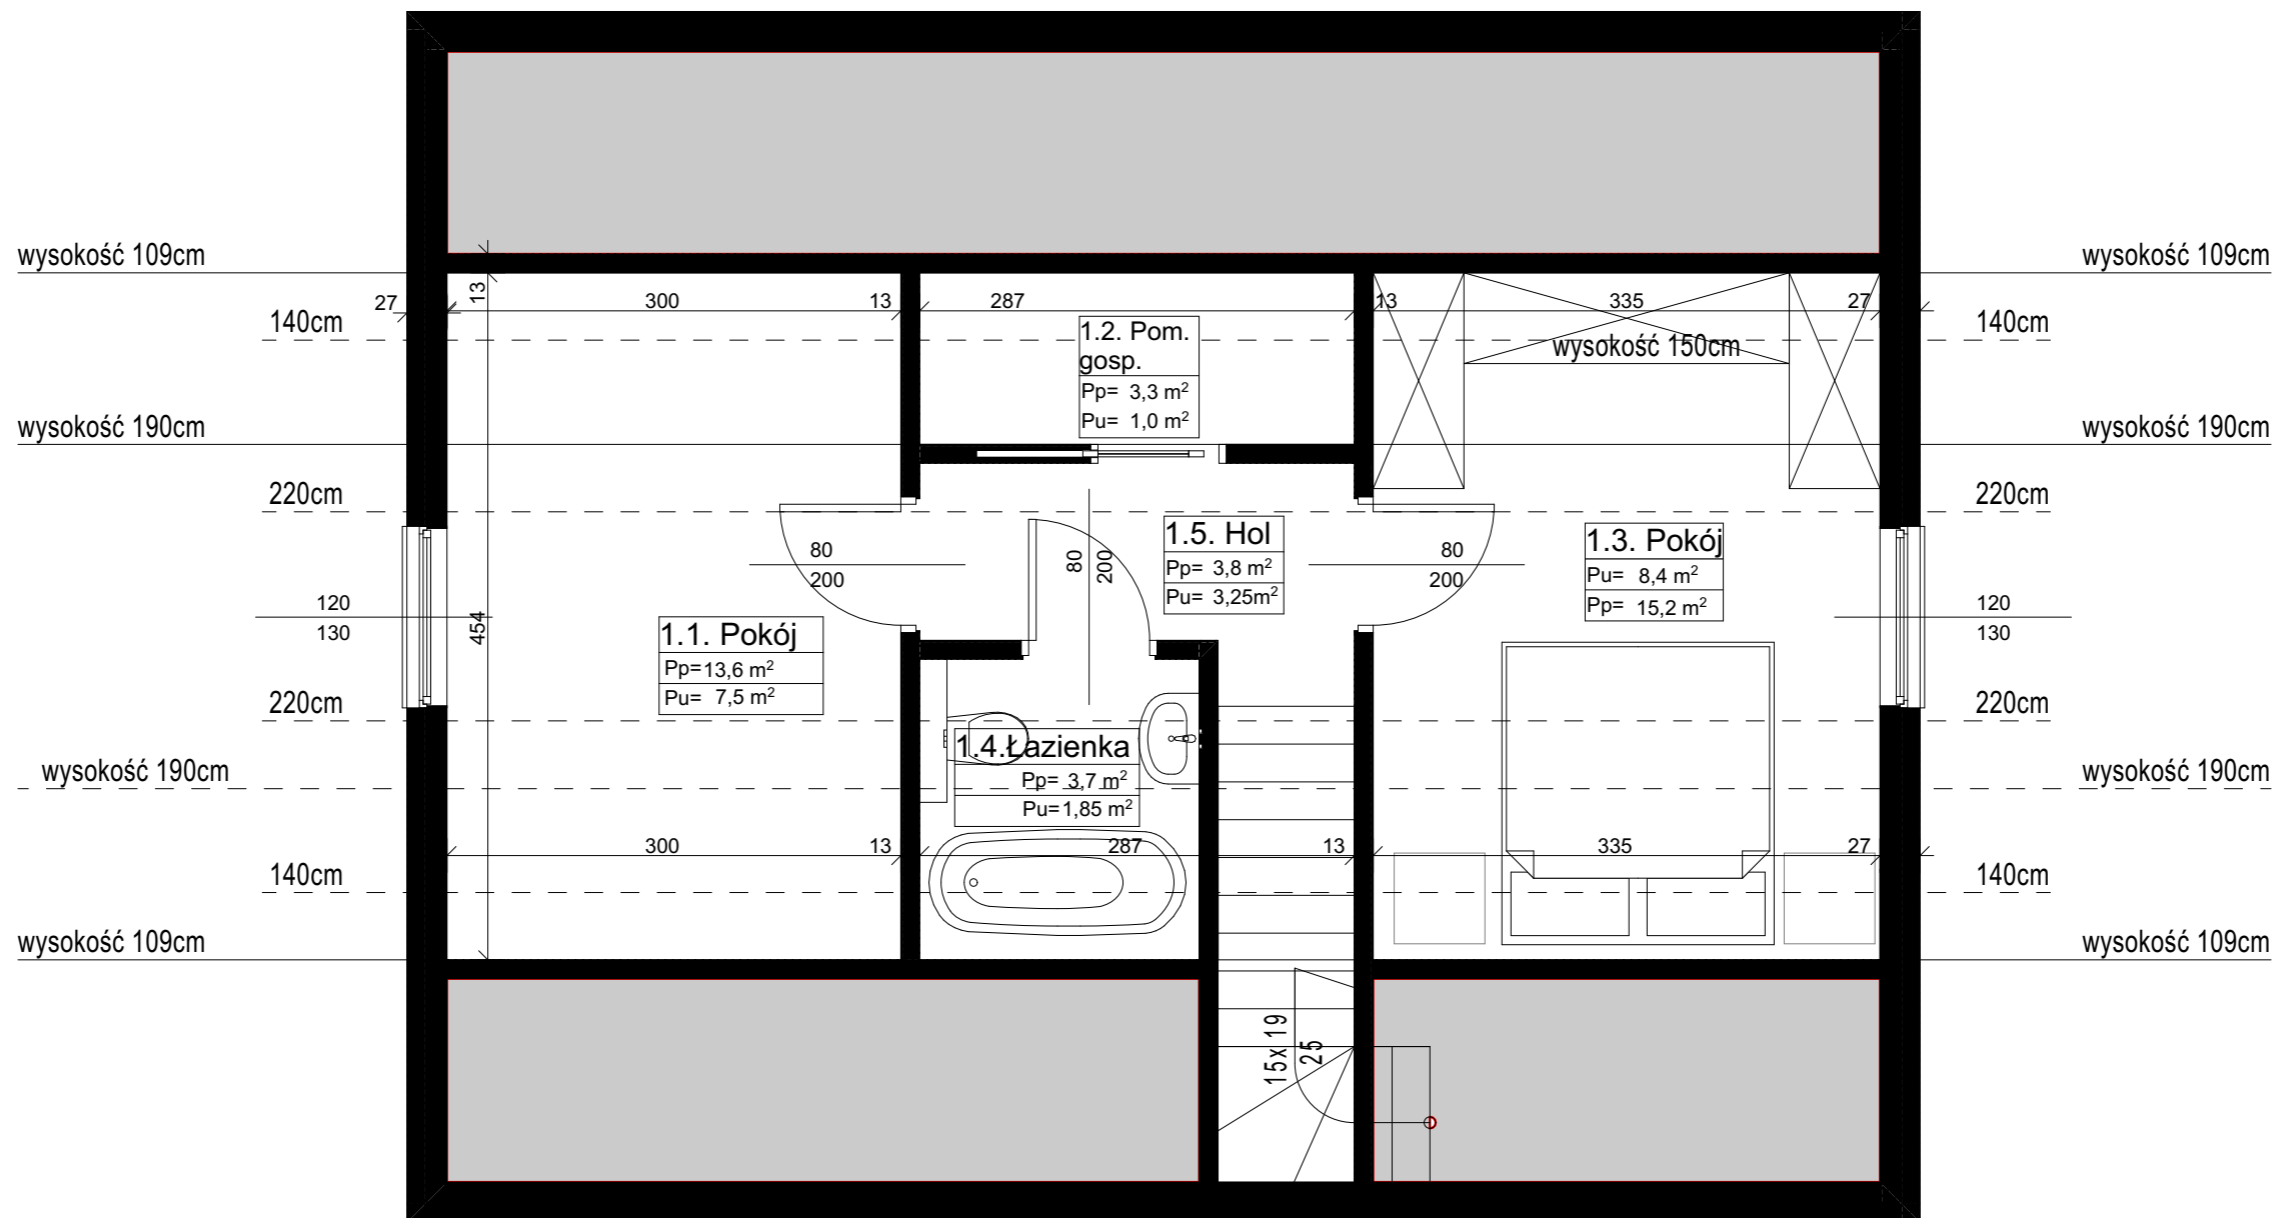 wysokość 109cm
wysokość 109cm
27
13
300
13
287
13
335
27
140cm
140cm
1.2. Pom.
gosp.
Pp= 3,3 m²
Pu= 1,0 m²
wysokość 150cm
wysokość 190cm
wysokość 190cm
220cm
220cm
80
200
80
200
1.5. Hol
Pp= 3,8 m²
Pu= 3,25m²
80
200
1.3. Pokój
Pu= 8,4 m²
Pp= 15,2 m²
120
130
454
120
130
1.1. Pokój
Pp=13,6 m²
Pu= 7,5 m²
220cm
220cm
1.4.Łazienka
Pp= 3,7 m²
Pu=1,85 m²
wysokość 190cm
wysokość 190cm
300
13
287
13
335
27
140cm
140cm
wysokość 109cm
wysokość 109cm
15x 19
25